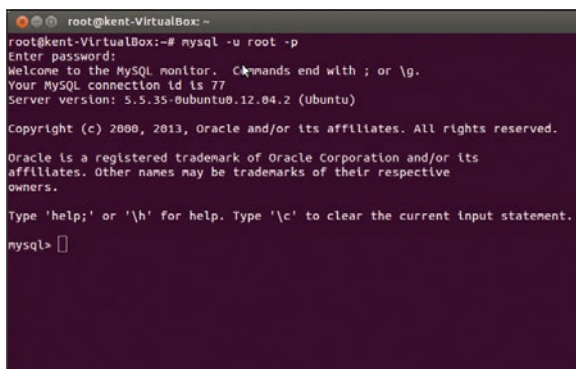 root@kent-VirtualBox: ~
root@kent-VirtualBox:~# mysql -u root -p
Enter password:
Welcome to the MySQL monitor.  Commands end with ; or \g.
Your MySQL connection id is 77
Server version: 5.5.35-0ubuntu0.12.04.2 (Ubuntu)
Copyright (c) 2000, 2013, Oracle and/or its affiliates. All rights reserved.
Oracle is a registered trademark of Oracle Corporation and/or its
affiliates. Other names may be trademarks of their respective
owners.
Type 'help;' or '\h' for help. Type '\c' to clear the current input statement.
mysql>